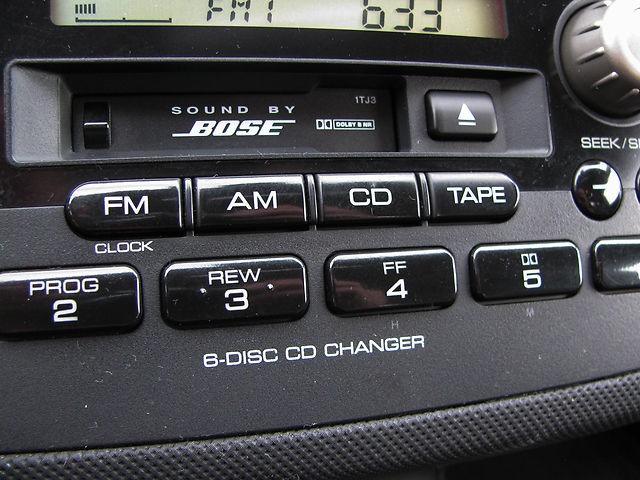 FM1 633
SOUND BY
BOSE
1TJ3
DOLBY B NR
SEEK/S
FM AM CD TAPE
CLOCK
PROG REW FF
2 3 4 5
H M
6-DISC CD CHANGER